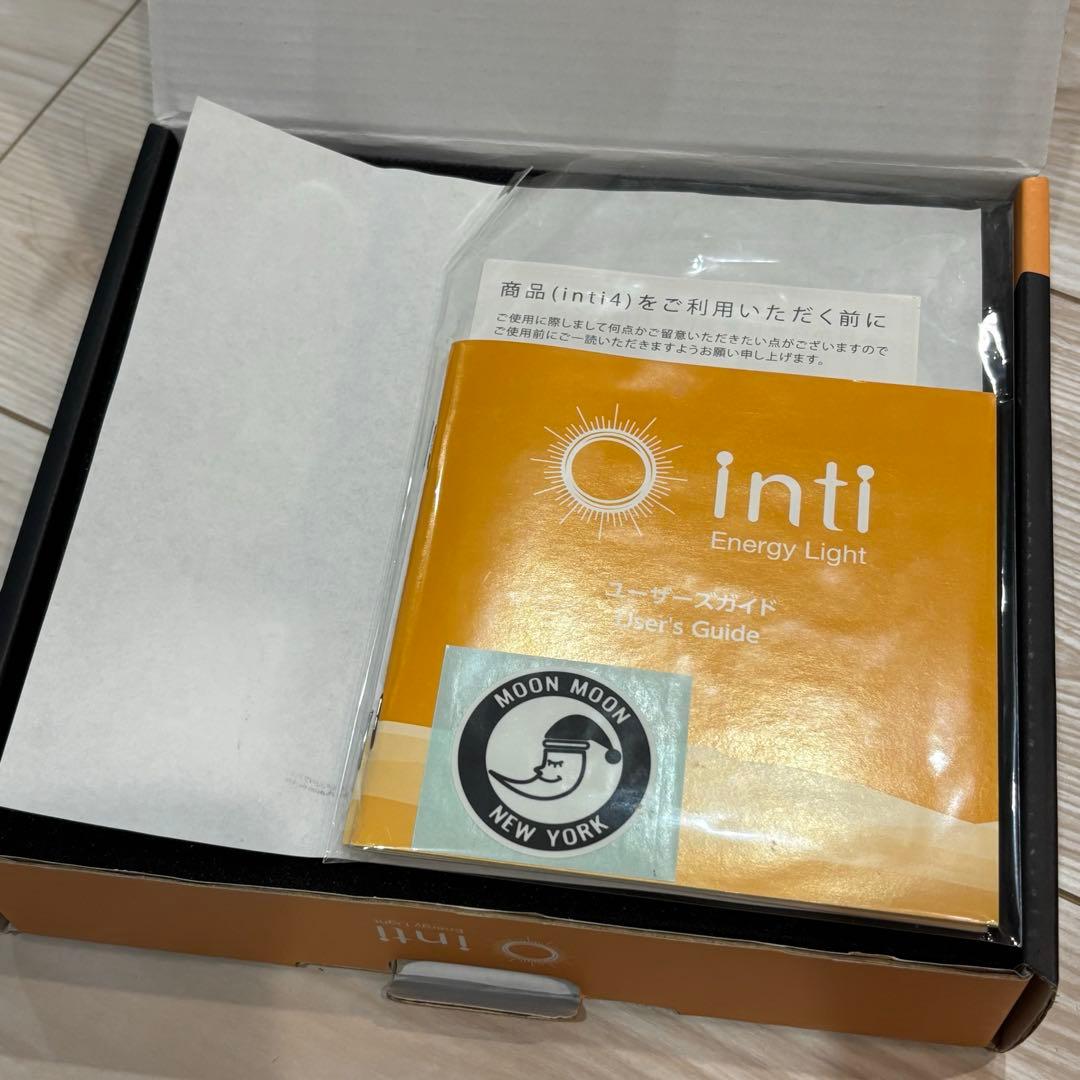 商品(inti4)をご利用いただく前に
ご使用に際しまして何点かご留意いただきたい点がございますので
ご使用前にご一読いただきますようお願い申し上げます。
inti
Energy Light
ユーザーズガイド
User's Guide
MOON MOON
NEW YORK
inti
Energy Light